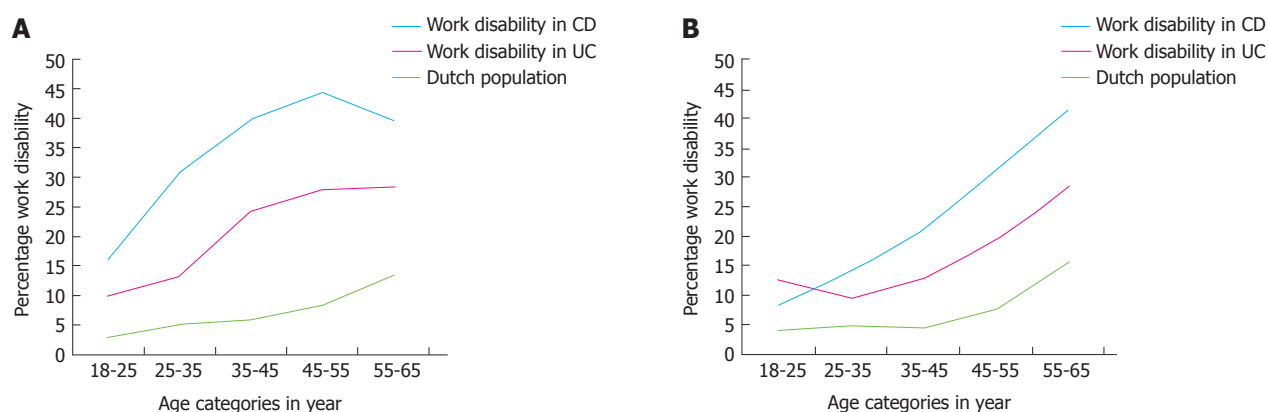 A
Work disability in CD
Work disability in UC
Dutch population
Percentage work disability
50
45
40
35
30
25
20
15
10
5
0
18-25 25-35 35-45 45-55 55-65
Age categories in year
B
Work disability in CD
Work disability in UC
Dutch population
Percentage work disability
50
45
40
35
30
25
20
15
10
5
0
18-25 25-35 35-45 45-55 55-65
Age categories in year